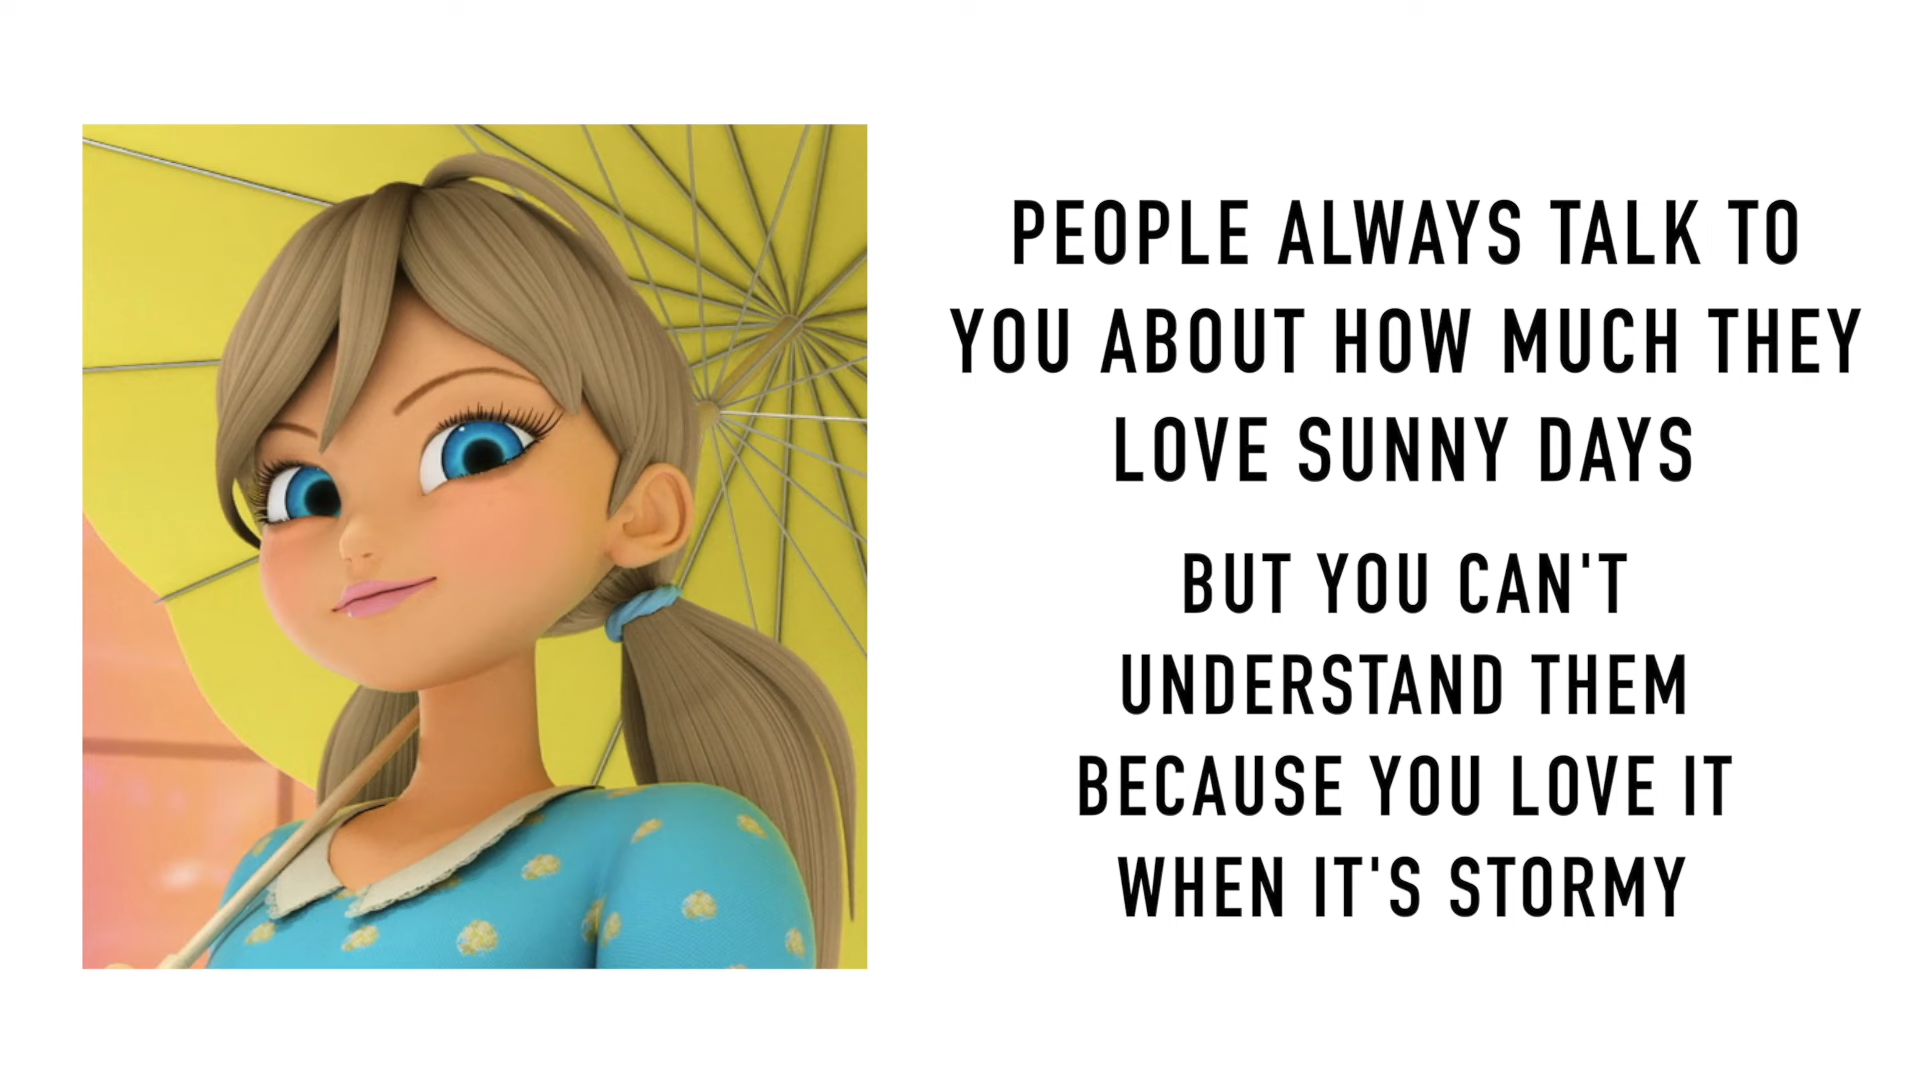 PEOPLE ALWAYS TALK TO
YOU ABOUT HOW MUCH THEY
LOVE SUNNY DAYS
BUT YOU CAN'T
UNDERSTAND THEM
BECAUSE YOU LOVE IT
WHEN IT'S STORMY